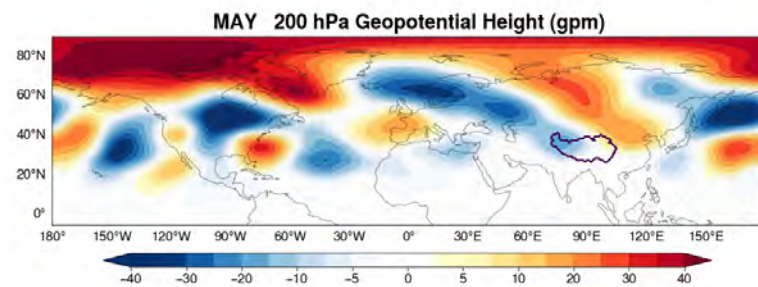 MAY 200 hPa Geopotential Height (gpm)
80°N
60°N
40°N
20°N
0°
180° 150°W 120°W 90°W 60°W 30°W 0° 30°E 60°E 90°E 120°E 150°E
−40 −30 −20 −10 −5 0 5 10 20 30 40